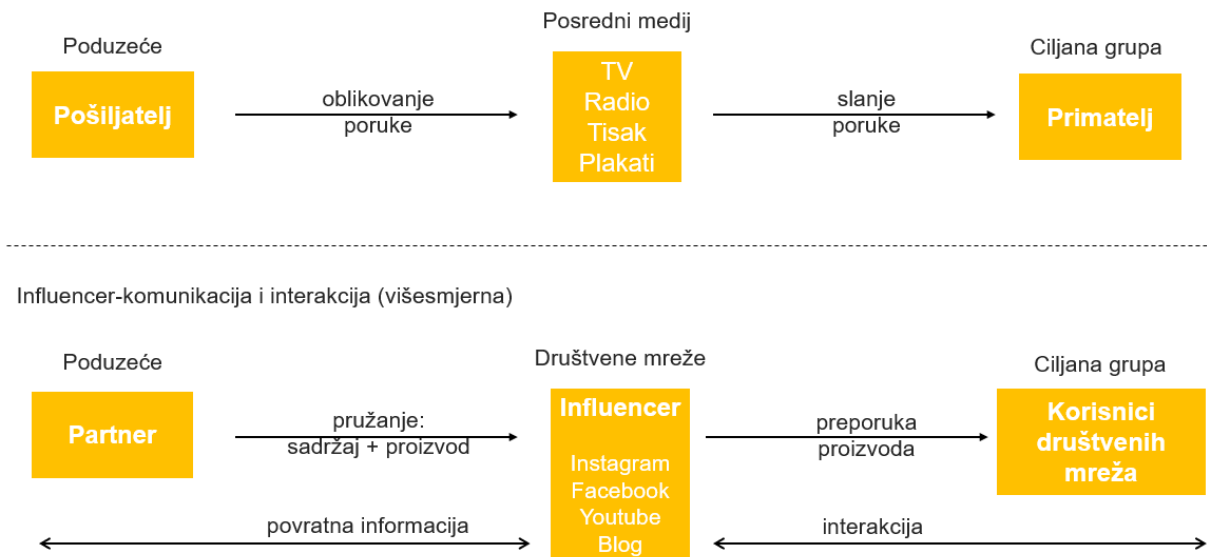 Posredni medij
Poduzeće
Ciljana grupa
TV
Radio
Tisak
Plakati
Pošiljatelj
oblikovanje
poruke
slanje
poruke
Primatelj
Influencer-komunikacija i interakcija (višesmjerna)
Poduzeće
Društvene mreže
Ciljana grupa
Partner
pružanje:
sadržaj + proizvod
Influencer
Instagram
Facebook
Youtube
Blog
preporuka
proizvoda
Korisnici
društvenih
mreža
povratna informacija
interakcija